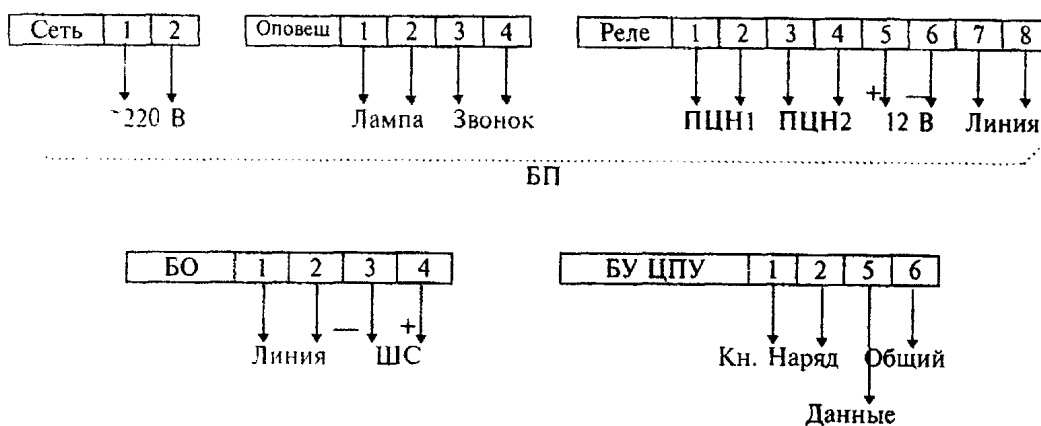 Сеть 1 2 Оповещ 1 2 3 4 Реле 1 2 3 4 5 6 7 8
+ —
~220 В Лампа Звонок ПЦН1 ПЦН2 12 В Линия
БП
БО 1 2 3 4 БУ ЦПУ 1 2 5 6
— +
Линия ШС Кн. Наряд Общий
Данные